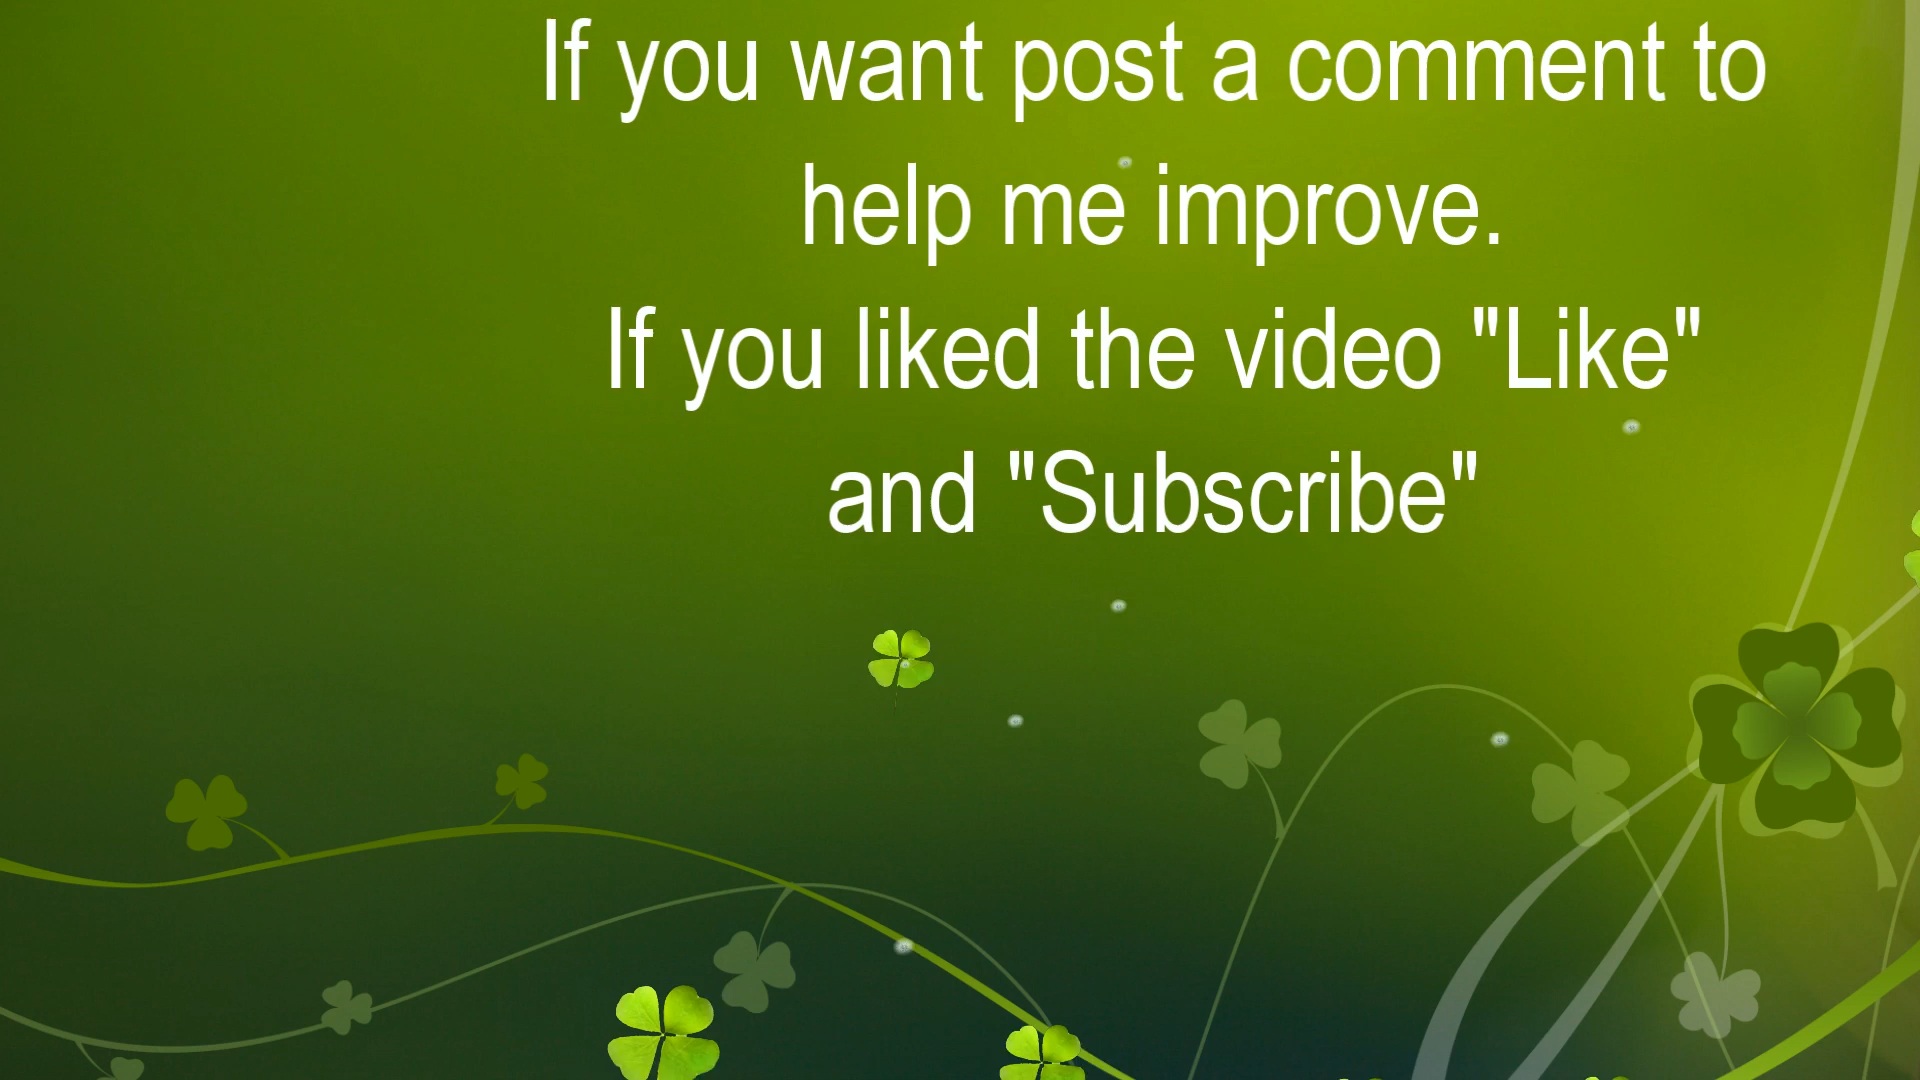 If you want post a comment to
help me improve.
If you liked the video "Like"
and "Subscribe"